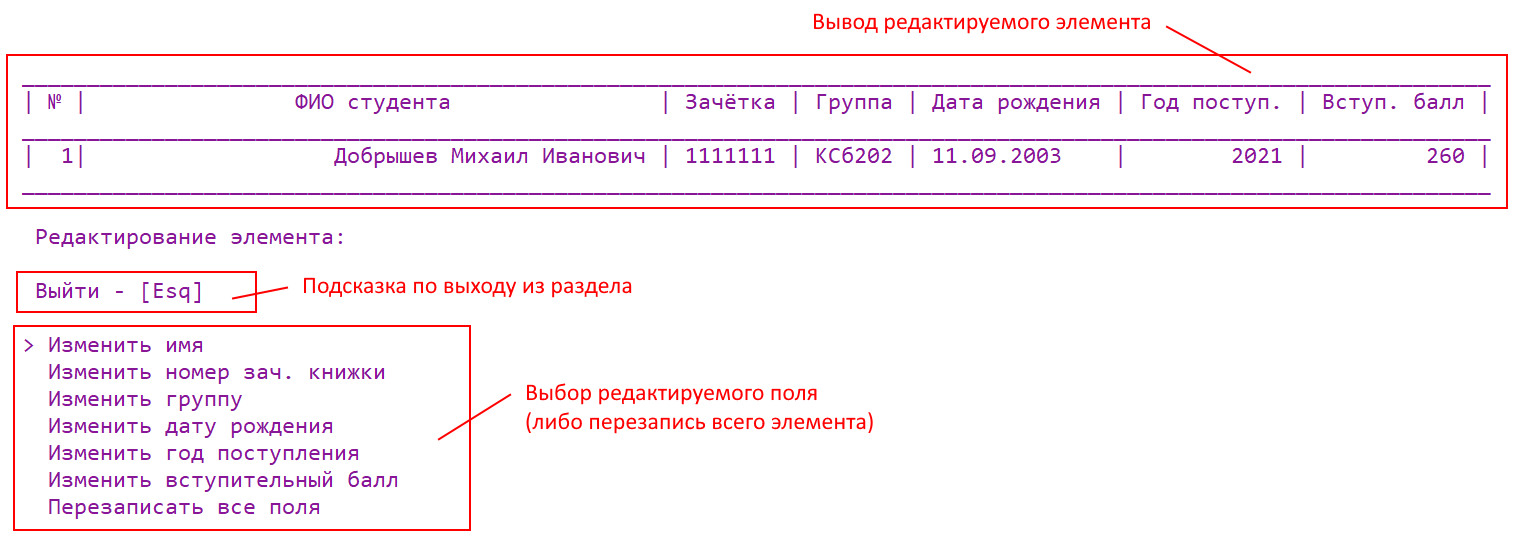 Вывод редактируемого элемента
| № | ФИО студента | Зачётка | Группа | Дата рождения | Год поступ. | Вступ. балл |
| 1| Добрышев Михаил Иванович | 1111111 | КСб202 | 11.09.2003 | 2021 | 260 |
Редактирование элемента:
Выйти - [Esq]
Подсказка по выходу из раздела
> Изменить имя
Изменить номер зач. книжки
Изменить группу
Изменить дату рождения
Изменить год поступления
Изменить вступительный балл
Перезаписать все поля
Выбор редактируемого поля
(либо перезапись всего элемента)